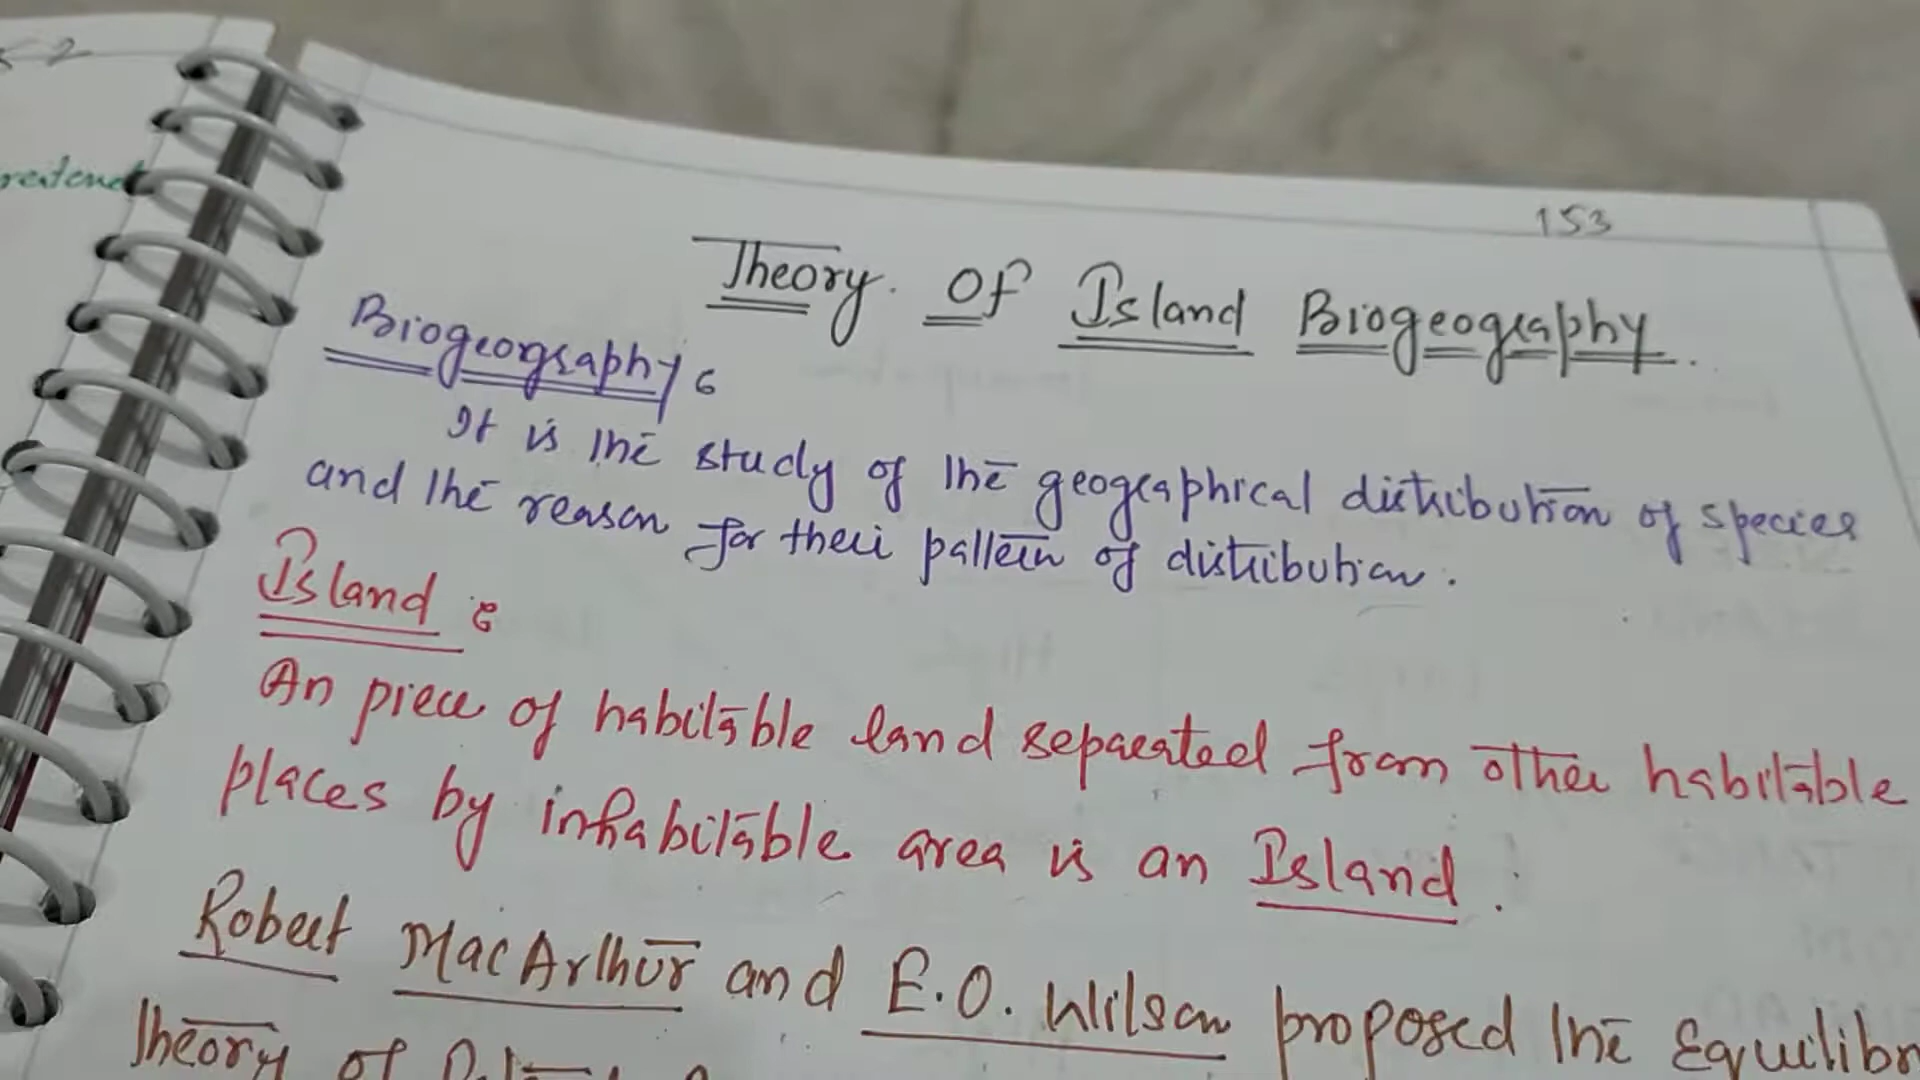 153
Theory. Of Island Biogeography.
Biogeography:
It is the study of the geographical distribution of species
and the reason for their pattern of distribution.
Island:
An piece of habitable land separated from other habitable
places by inhabitable area is an Island.
Robert MacArthur and E.O. Wilson proposed the Equilibr
Theory of